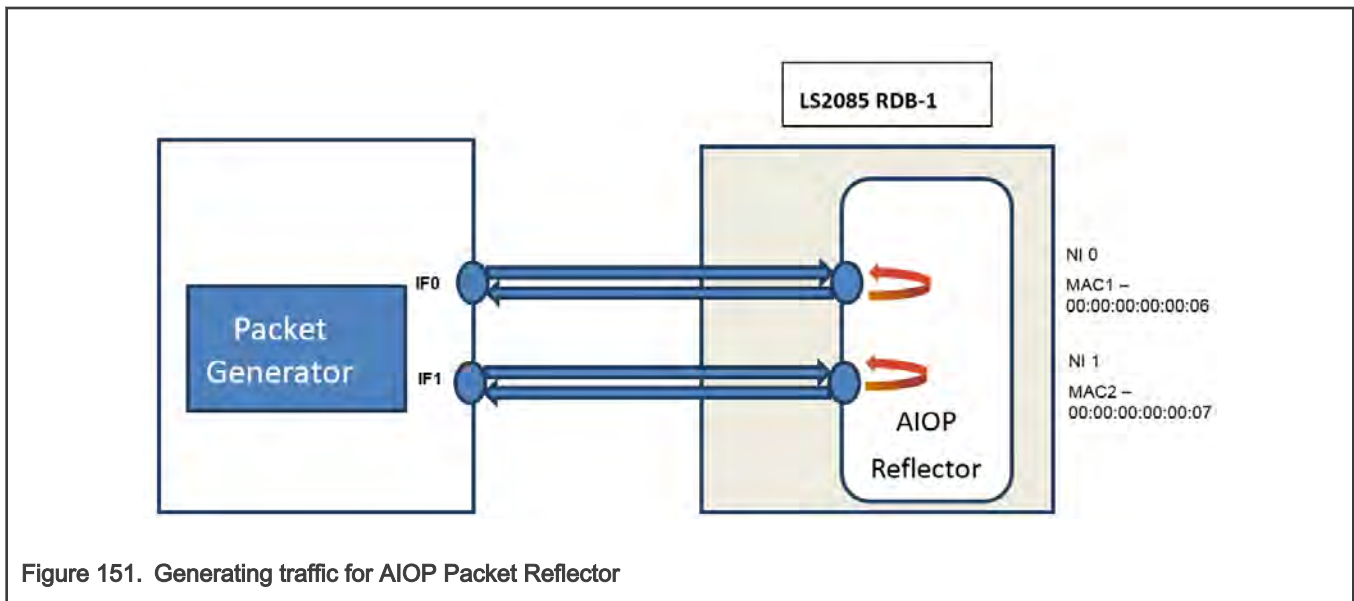 LS2085 RDB-1
IF0
NI 0
MAC1 –
00:00:00:00:00:06
Packet
Generator
IF1
NI 1
MAC2 –
00:00:00:00:00:07
AIOP
Reflector
Figure 151. Generating traffic for AIOP Packet Reflector